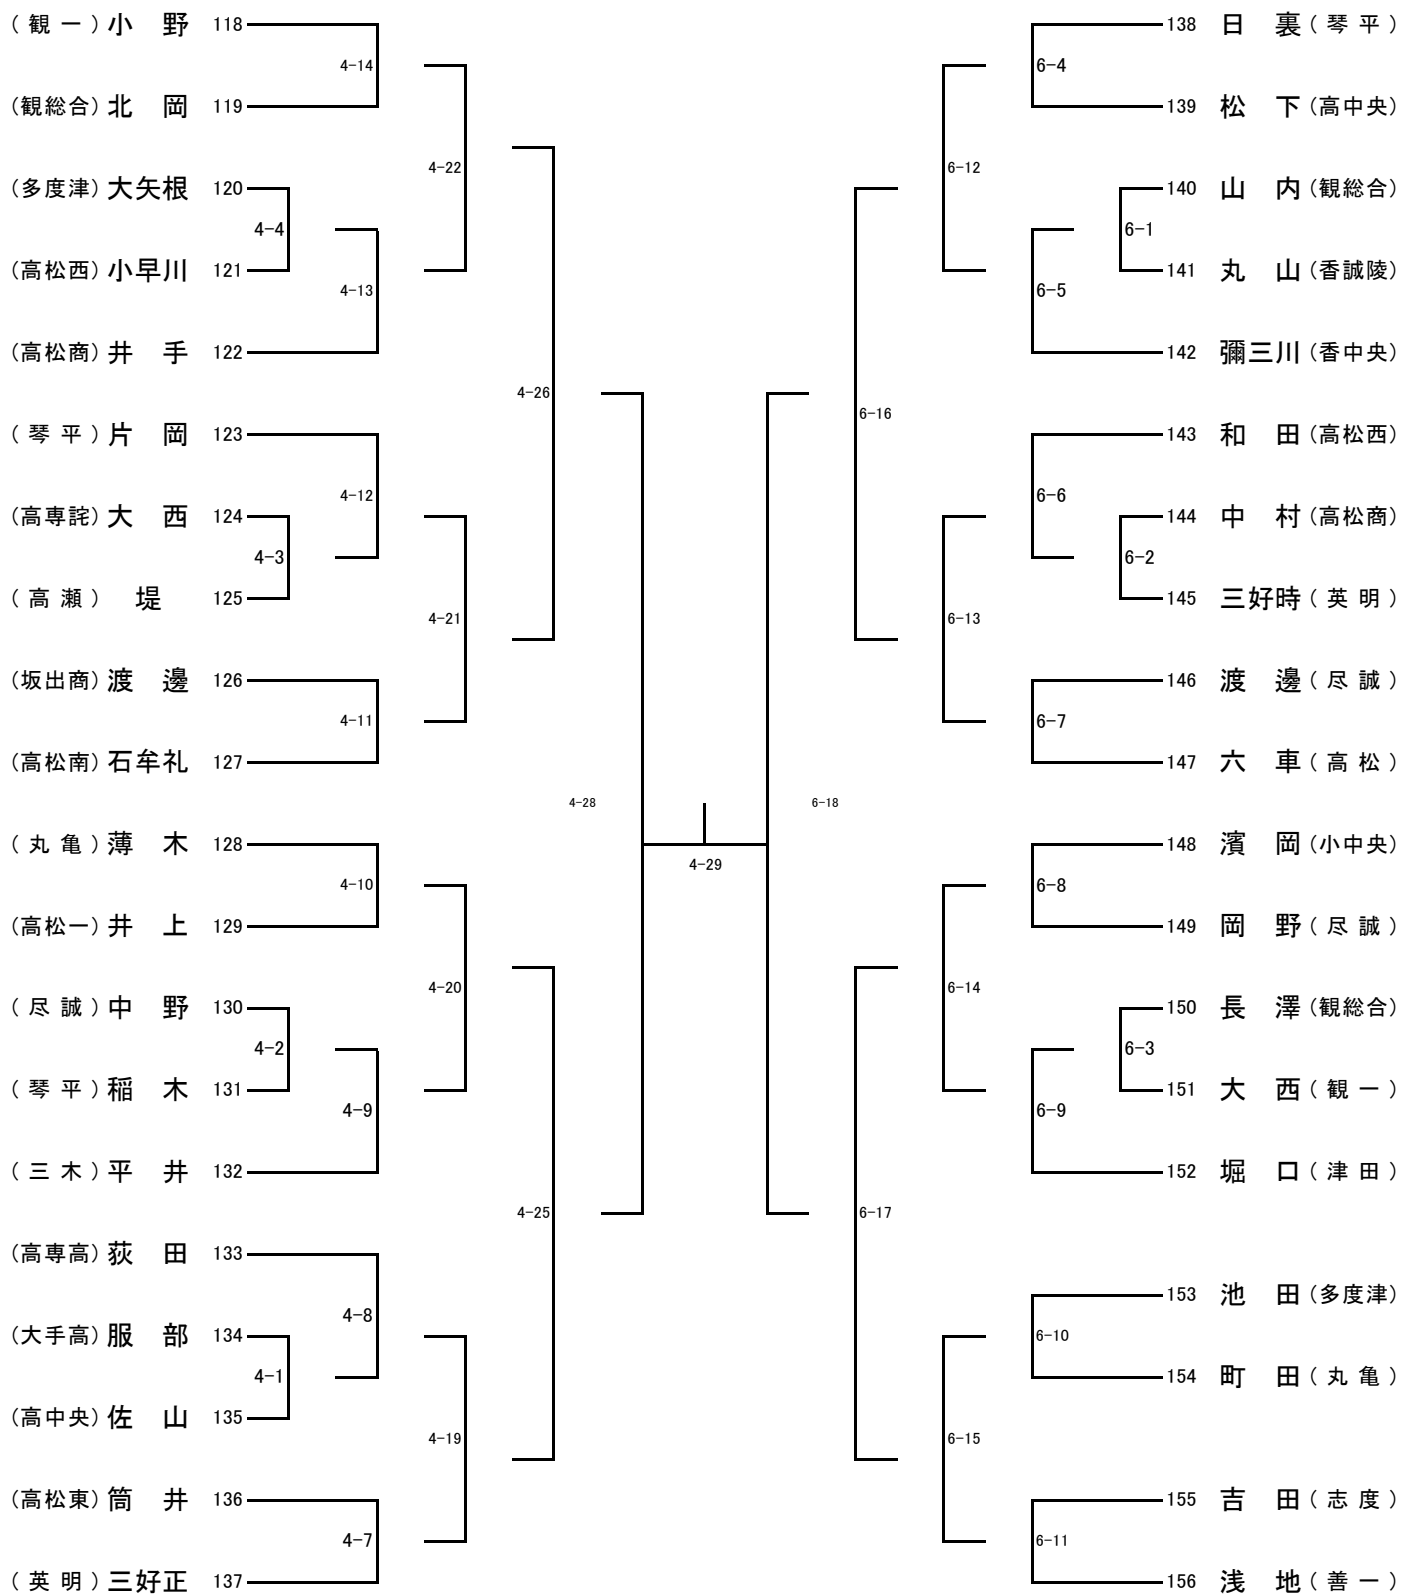 (観一) 小 野 118
4-14
(観総合) 北 岡 119
4-22
(多度津) 大矢根 120
4-4
(高松西) 小早川 121
4-13
(高松商) 井 手 122
4-26
(琴平) 片 岡 123
4-12
(高専詫) 大 西 124
4-3
(高瀬) 堤 125
4-21
(坂出商) 渡 邊 126
4-11
(高松南) 石牟礼 127
4-28
(丸亀) 薄 木 128
4-10
(高松一) 井 上 129
4-20
(尽誠) 中 野 130
4-2
(琴平) 稲 木 131
4-9
(三木) 平 井 132
4-25
(高専高) 荻 田 133
4-8
(大手高) 服 部 134
4-1
(高中央) 佐 山 135
4-19
(高松東) 筒 井 136
4-7
(英明) 三好正 137
4-29
138 日 裏 (琴平)
6-4
139 松 下 (高中央)
6-12
140 山 内 (観総合)
6-1
141 丸 山 (香誠陵)
6-5
142 彌三川 (香中央)
6-16
143 和 田 (高松西)
6-6
144 中 村 (高松商)
6-2
145 三好時 (英明)
6-13
146 渡 邊 (尽誠)
6-7
147 六 車 (高松)
6-18
148 濱 岡 (小中央)
6-8
149 岡 野 (尽誠)
6-14
150 長 澤 (観総合)
6-3
151 大 西 (観一)
6-9
152 堀 口 (津田)
6-17
153 池 田 (多度津)
6-10
154 町 田 (丸亀)
6-15
155 吉 田 (志度)
6-11
156 浅 地 (善一)